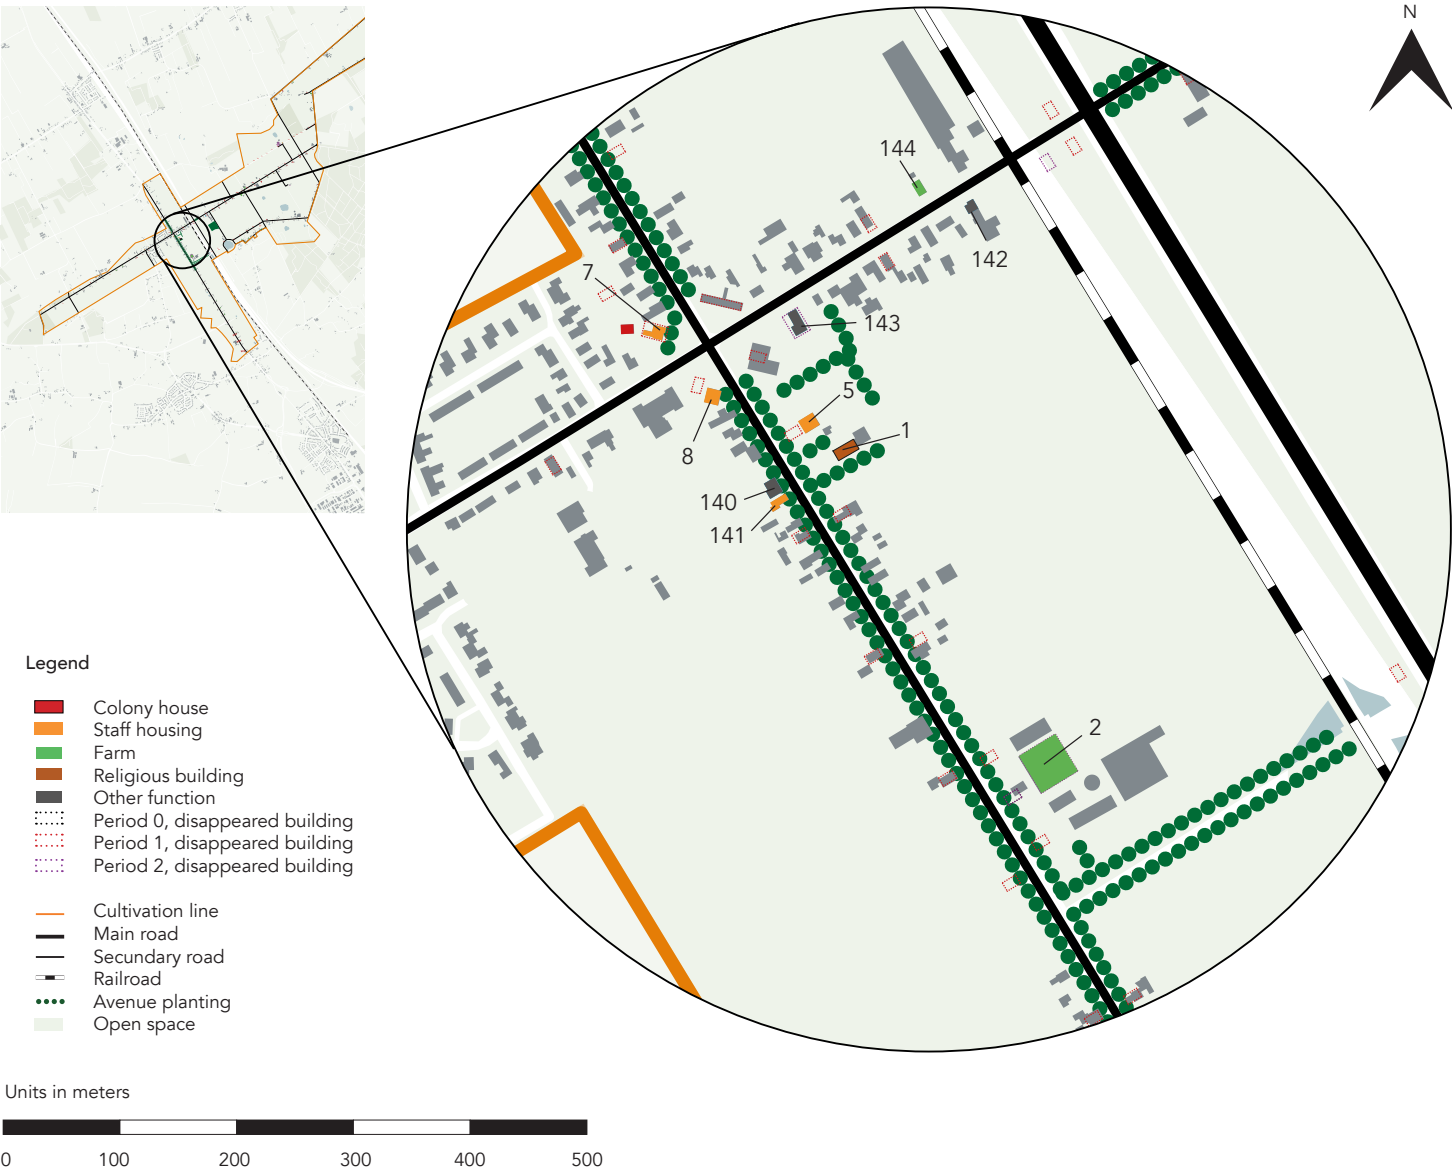 N
144
142
7
143
5
1
8
140
141
2
Legend
Colony house
Staff housing
Farm
Religious building
Other function
Period 0, disappeared building
Period 1, disappeared building
Period 2, disappeared building
Cultivation line
Main road
Secundary road
Railroad
Avenue planting
Open space
Units in meters
0 100 200 300 400 500